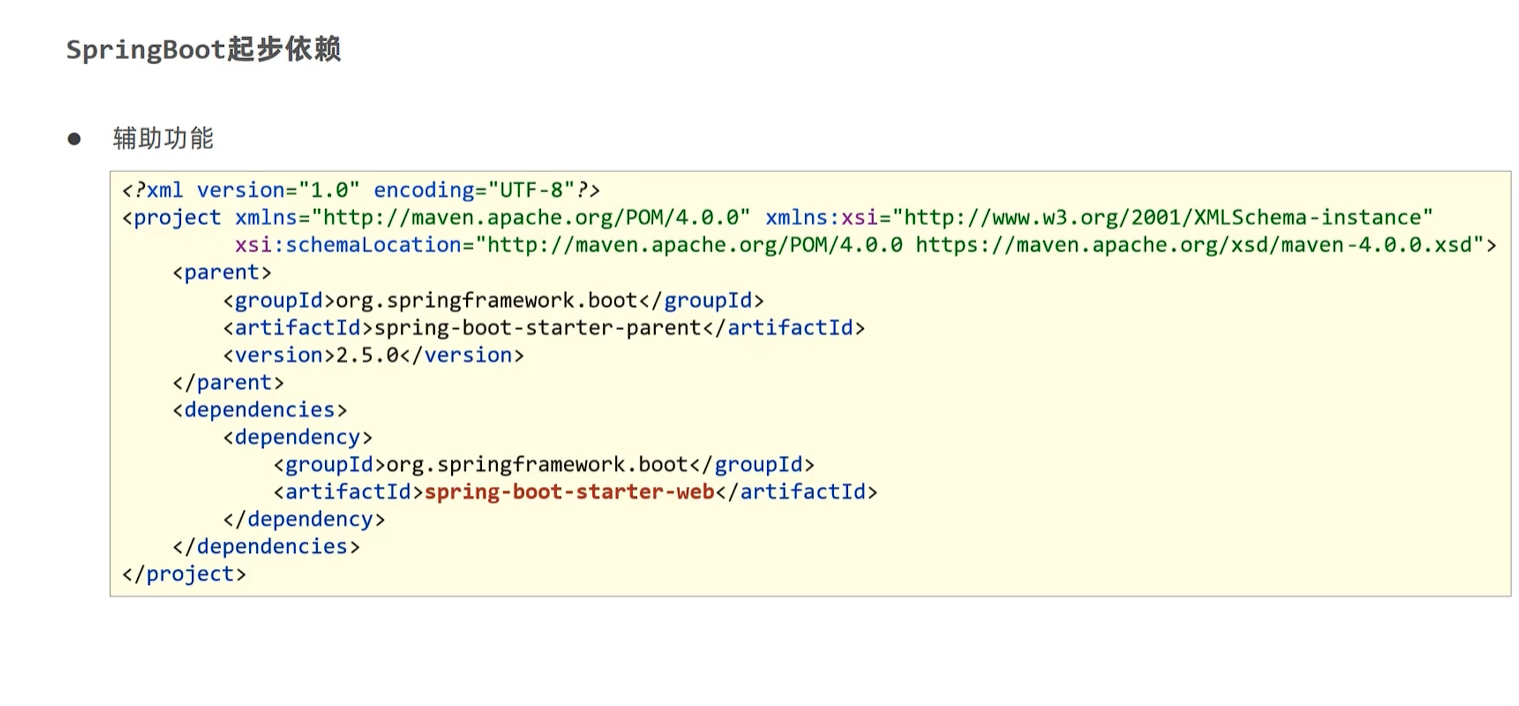 SpringBoot起步依赖
● 辅助功能
<?xml version="1.0" encoding="UTF-8"?>
<project xmlns="http://maven.apache.org/POM/4.0.0" xmlns:xsi="http://www.w3.org/2001/XMLSchema-instance"
         xsi:schemaLocation="http://maven.apache.org/POM/4.0.0 https://maven.apache.org/xsd/maven-4.0.0.xsd">
    <parent>
        <groupId>org.springframework.boot</groupId>
        <artifactId>spring-boot-starter-parent</artifactId>
        <version>2.5.0</version>
    </parent>
    <dependencies>
        <dependency>
            <groupId>org.springframework.boot</groupId>
            <artifactId>spring-boot-starter-web</artifactId>
        </dependency>
    </dependencies>
</project>